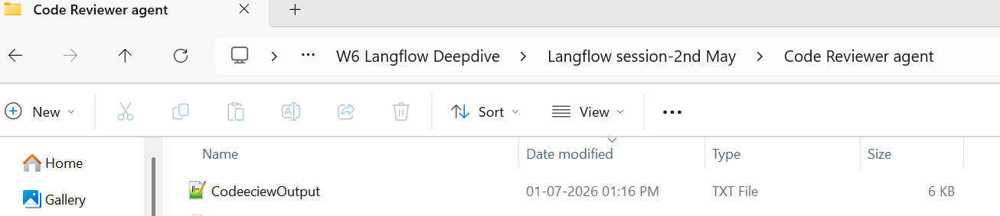 Code Reviewer agent
... W6 Langflow Deepdive > Langflow session-2nd May > Code Reviewer agent
New Sort View
Name Date modified Type Size
Home
CodeeciewOutput 01-07-2026 01:16 PM TXT File 6 KB
Gallery